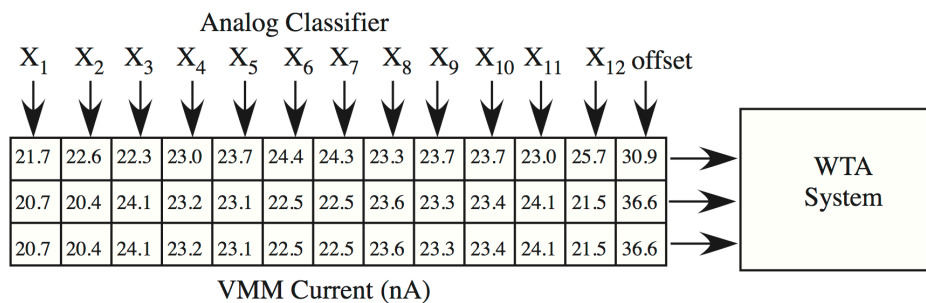 Analog Classifier
X1 X2 X3 X4 X5 X6 X7 X8 X9 X10 X11 X12 offset
21.7 22.6 22.3 23.0 23.7 24.4 24.3 23.3 23.7 23.7 23.0 25.7 30.9
20.7 20.4 24.1 23.2 23.1 22.5 22.5 23.6 23.3 23.4 24.1 21.5 36.6
20.7 20.4 24.1 23.2 23.1 22.5 22.5 23.6 23.3 23.4 24.1 21.5 36.6
WTA
System
VMM Current (nA)